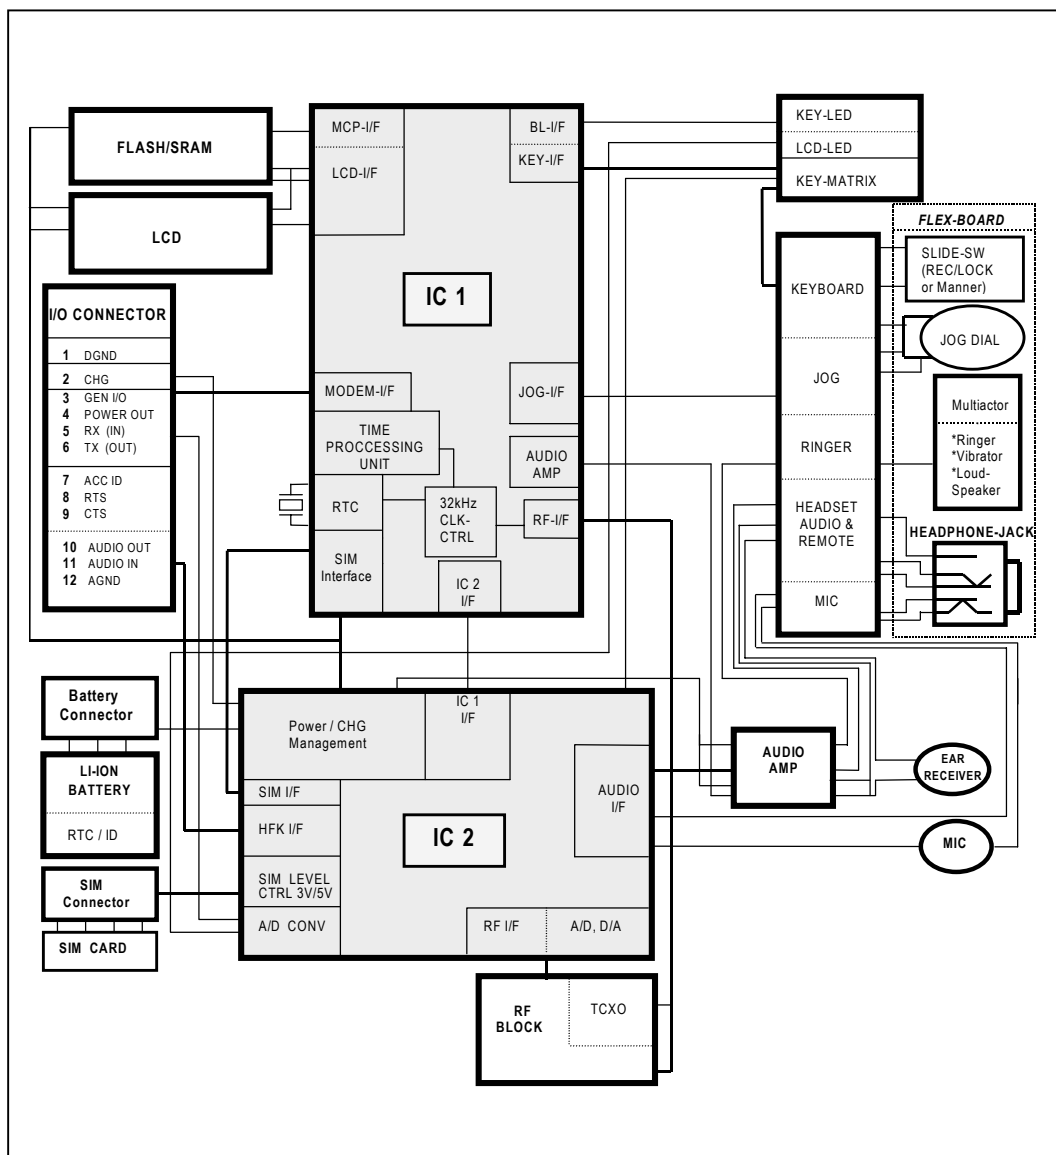 FLASH/SRAM
LCD
I/O CONNECTOR
1 DGND
2 CHG
3 GEN I/O
4 POWER OUT
5 RX (IN)
6 TX (OUT)
7 ACC ID
8 RTS
9 CTS
10 AUDIO OUT
11 AUDIO IN
12 AGND
MCP-I/F
LCD-I/F
BL-I/F
KEY-I/F
IC 1
MODEM-I/F
TIME
PROCCESSING
UNIT
RTC
SIM
Interface
32kHz
CLK-
CTRL
JOG-I/F
AUDIO
AMP
RF-I/F
IC 2
I/F
KEY-LED
LCD-LED
KEY-MATRIX
KEYBOARD
JOG
RINGER
HEADSET
AUDIO &
REMOTE
MIC
FLEX-BOARD
SLIDE-SW
(REC/LOCK
or Manner)
JOG DIAL
Multiactor
*Ringer
*Vibrator
*Loud-
Speaker
HEADPHONE-JACK
Battery
Connector
LI-ION
BATTERY
RTC / ID
SIM
Connector
SIM CARD
Power / CHG
Management
IC 1
I/F
SIM I/F
HFK I/F
SIM LEVEL
CTRL 3V/5V
A/D CONV
IC 2
AUDIO
I/F
RF I/F
A/D, D/A
AUDIO
AMP
EAR
RECEIVER
MIC
RF
BLOCK
TCXO